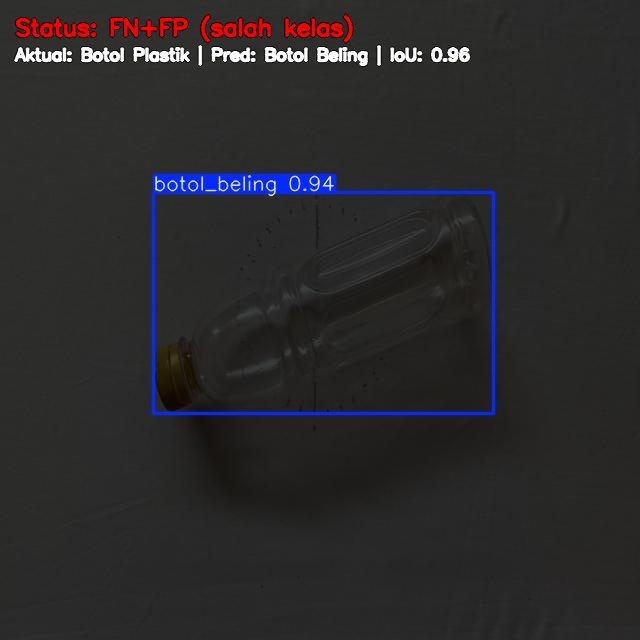 Status: FN+FP (salah kelas)
Aktual: Botol Plastik | Pred: Botol Beling | IoU: 0.96
botol_beling 0.94